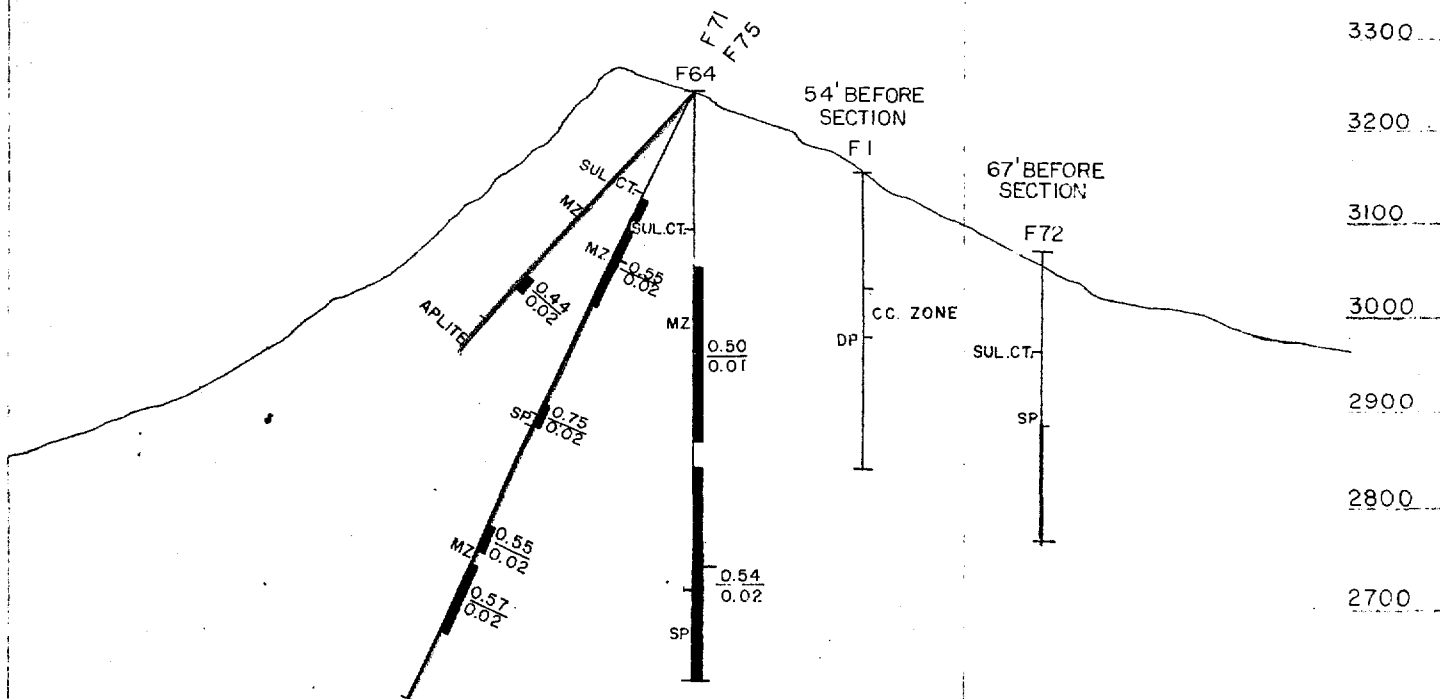 F71
F75
F64
54' BEFORE
SECTION
F1
67' BEFORE
SECTION
F72
3300
3200
3100
3000
2900
2800
2700
SUL. CT.
MZ
0.44
0.02
APLITE
SUL.CT.
MZ
0.55
0.02
SP
0.75
0.02
MZ
0.55
0.02
0.57
0.02
MZ
0.50
0.01
0.54
0.02
SP
CC. ZONE
DP
SUL.CT.
SP